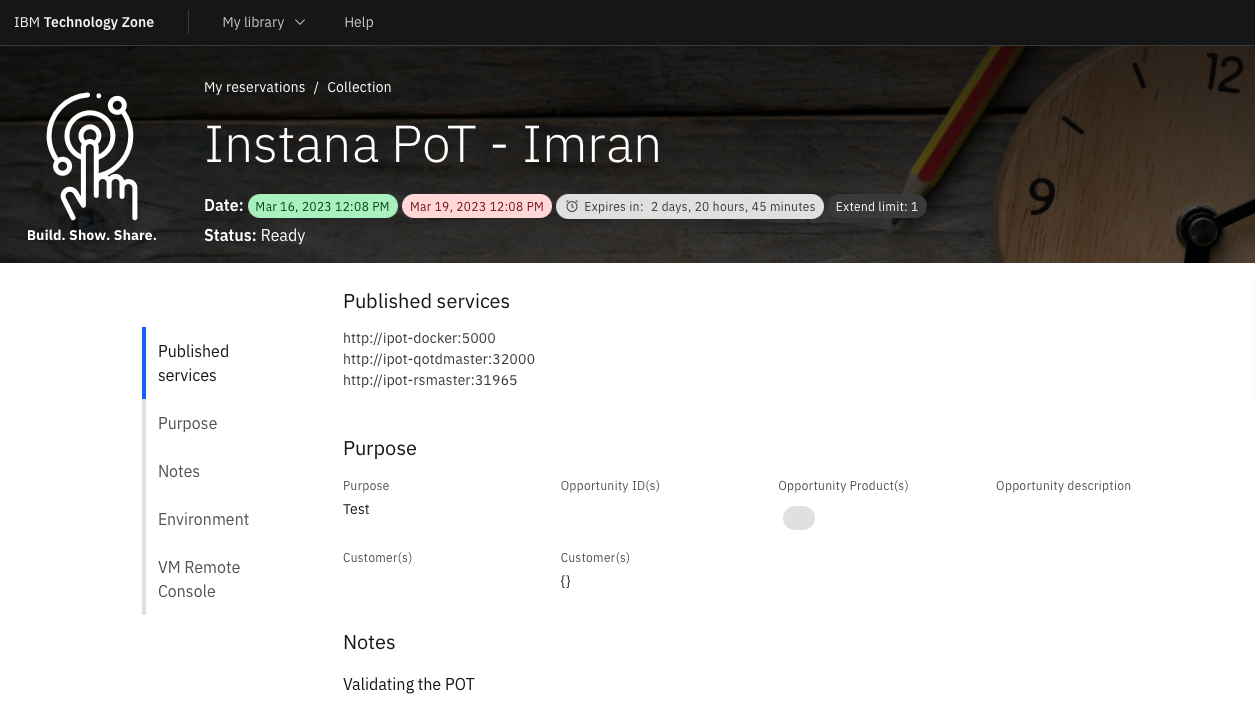 IBM Technology Zone
My library
Help
My reservations / Collection
Instana PoT - Imran
Date: Mar 16, 2023 12:08 PM Mar 19, 2023 12:08 PM Expires in: 2 days, 20 hours, 45 minutes Extend limit: 1
Status: Ready
Build. Show. Share.
12
9
Published
services
Purpose
Notes
Environment
VM Remote
Console
Published services
http://ipot-docker:5000
http://ipot-qotdmaster:32000
http://ipot-rsmaster:31965
Purpose
Purpose
Opportunity ID(s)
Opportunity Product(s)
Opportunity description
Test
Customer(s)
Customer(s)
{}
Notes
Validating the POT